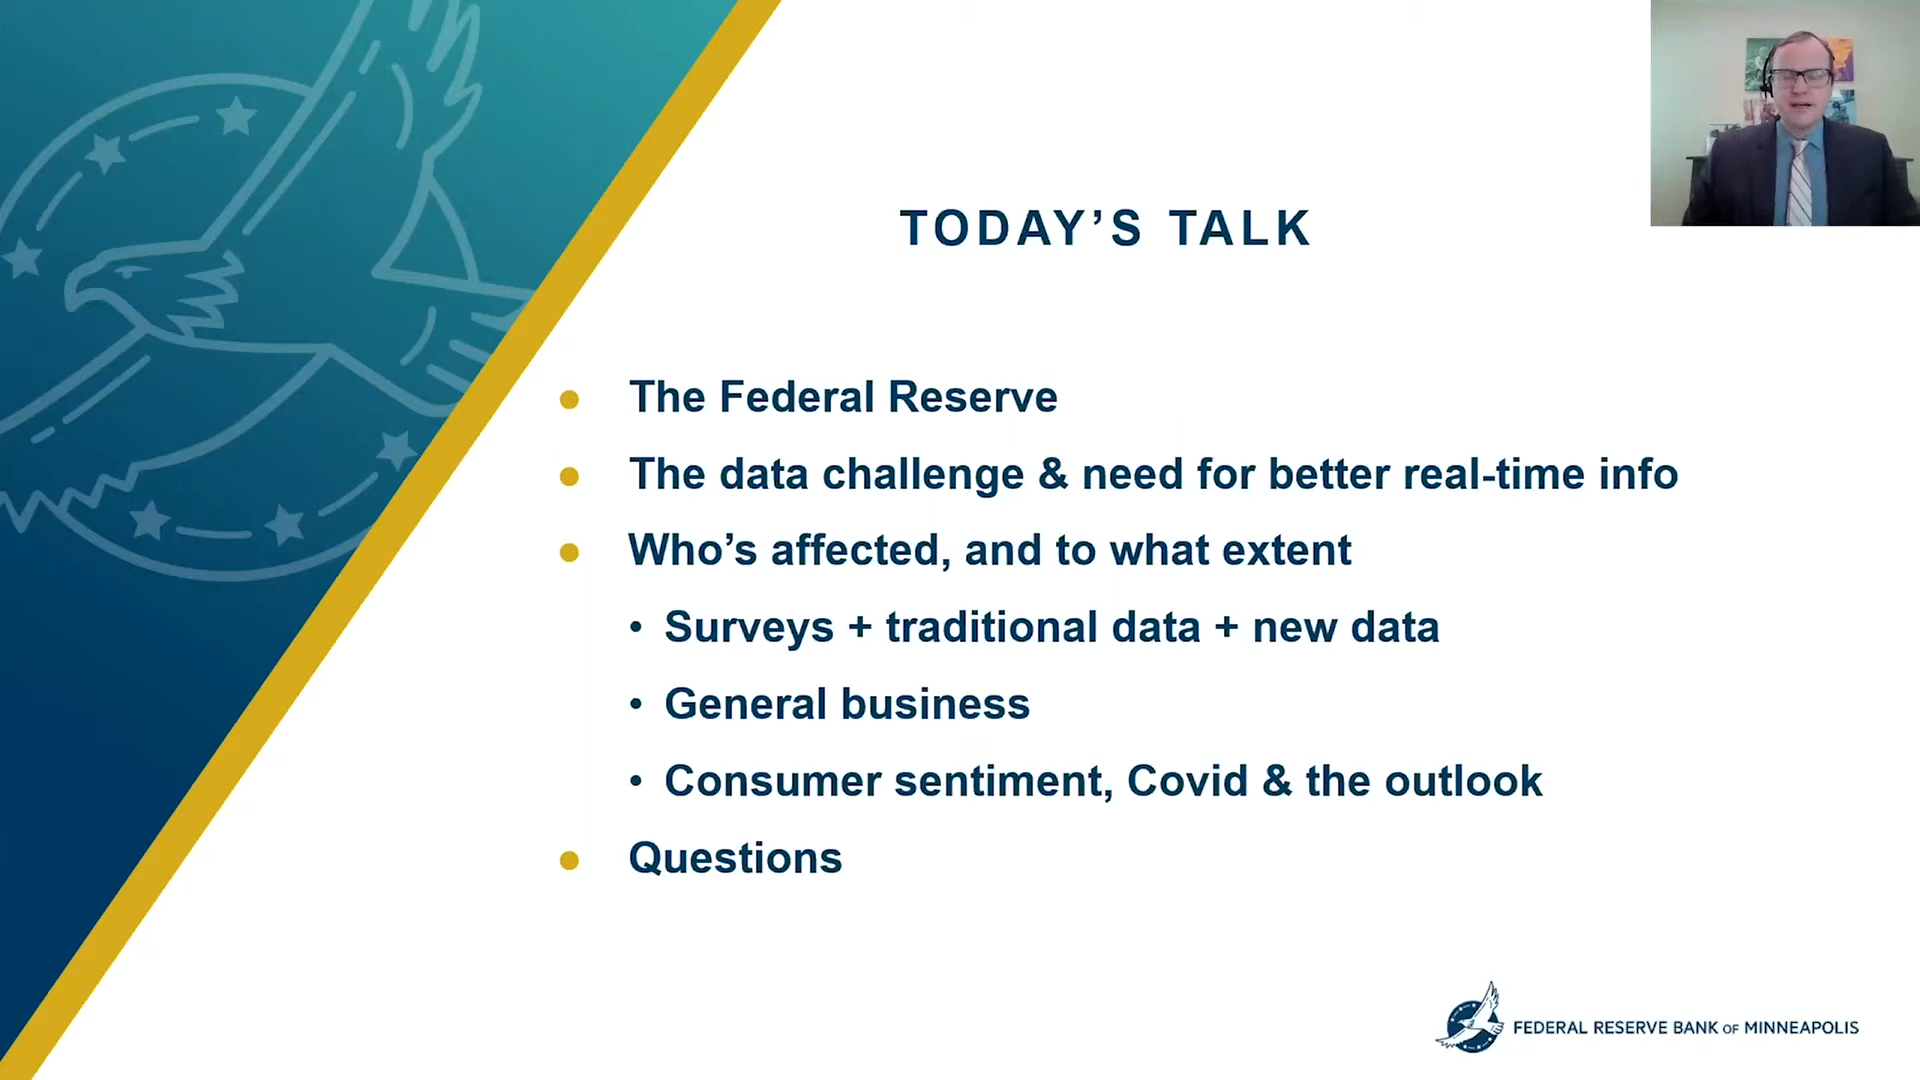 TODAY’S TALK
The Federal Reserve
The data challenge & need for better real-time info
Who’s affected, and to what extent
Surveys + traditional data + new data
General business
Consumer sentiment, Covid & the outlook
Questions
FEDERAL RESERVE BANK OF MINNEAPOLIS